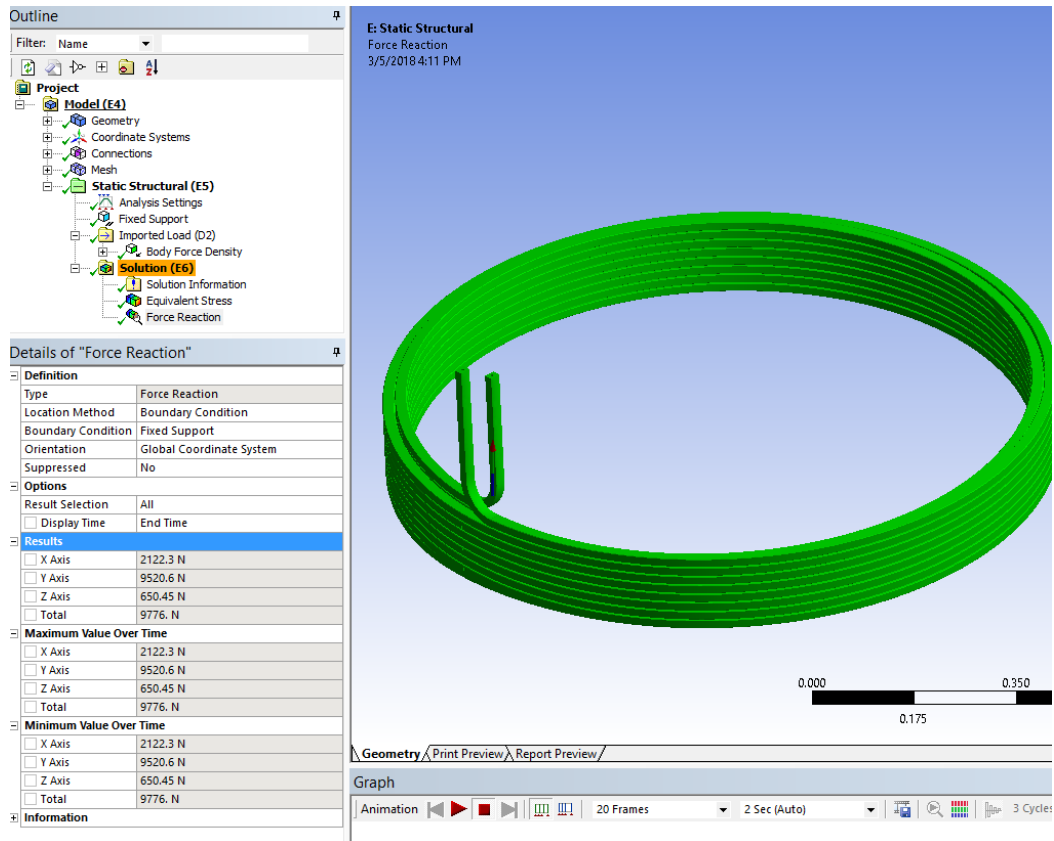 Outline
Filter: Name
Project
Model (E4)
Geometry
Coordinate Systems
Connections
Mesh
Static Structural (E5)
Analysis Settings
Fixed Support
Imported Load (D2)
Body Force Density
Solution (E6)
Solution Information
Equivalent Stress
Force Reaction
Details of "Force Reaction"
Definition
Type Force Reaction
Location Method Boundary Condition
Boundary Condition Fixed Support
Orientation Global Coordinate System
Suppressed No
Options
Result Selection All
Display Time End Time
Results
X Axis 2122.3 N
Y Axis 9520.6 N
Z Axis 650.45 N
Total 9776. N
Maximum Value Over Time
X Axis 2122.3 N
Y Axis 9520.6 N
Z Axis 650.45 N
Total 9776. N
Minimum Value Over Time
X Axis 2122.3 N
Y Axis 9520.6 N
Z Axis 650.45 N
Total 9776. N
Information
E: Static Structural
Force Reaction
3/5/2018 4:11 PM
0.000 0.350
0.175
Geometry Print Preview Report Preview
Graph
Animation 20 Frames 2 Sec (Auto) 3 Cycles